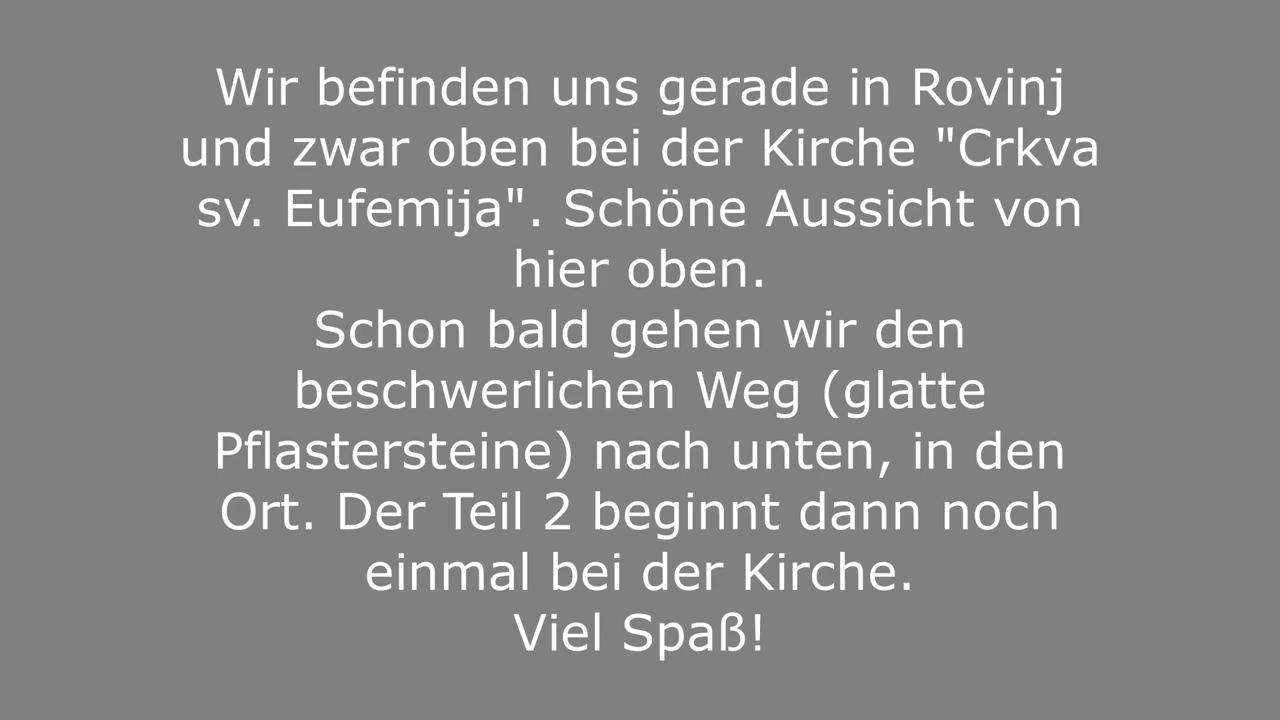 Wir befinden uns gerade in Rovinj
und zwar oben bei der Kirche "Crkva
sv. Eufemija". Schöne Aussicht von
hier oben.
Schon bald gehen wir den
beschwerlichen Weg (glatte
Pflastersteine) nach unten, in den
Ort. Der Teil 2 beginnt dann noch
einmal bei der Kirche.
Viel Spaß!